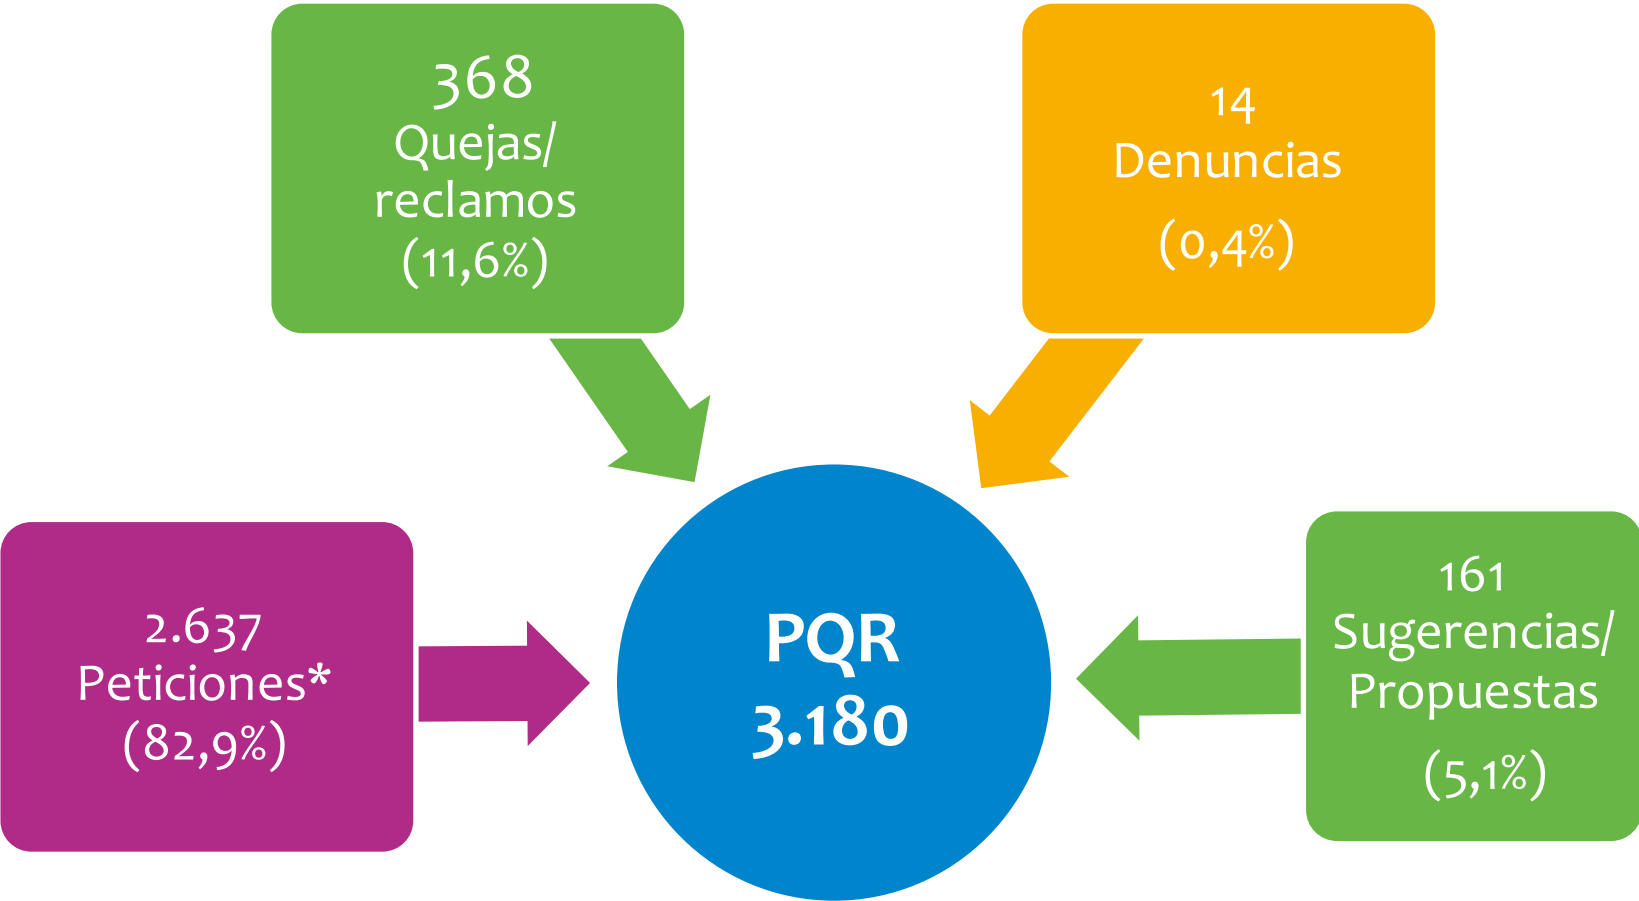 368
Quejas/
reclamos
(11,6%)
14
Denuncias
(0,4%)
2.637
Peticiones*
(82,9%)
PQR
3.180
161
Sugerencias/
Propuestas
(5,1%)